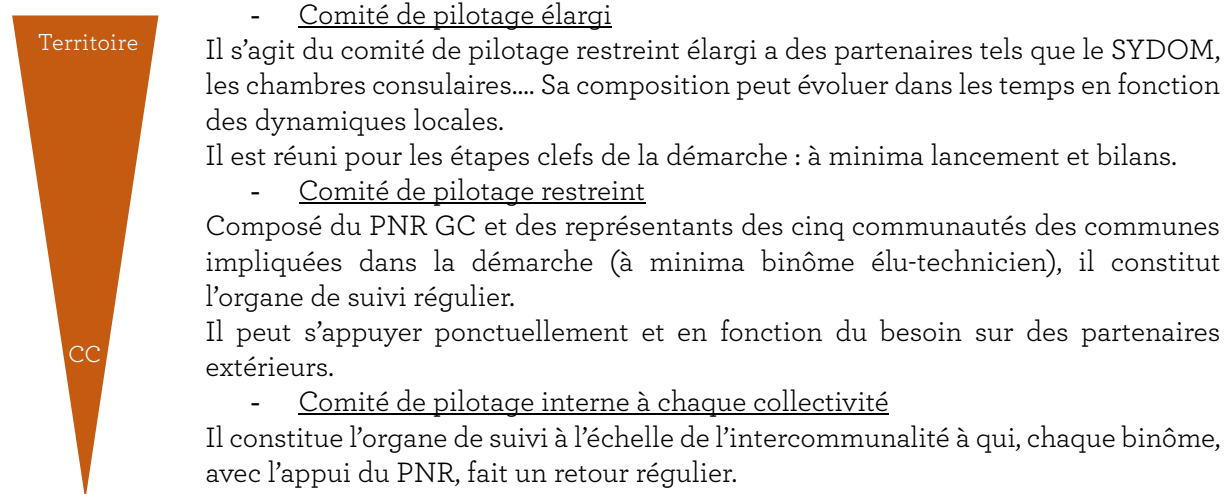 - Comité de pilotage élargi
Territoire
Il s’agit du comité de pilotage restreint élargi a des partenaires tels que le SYDOM,
les chambres consulaires.... Sa composition peut évoluer dans les temps en fonction
des dynamiques locales.
Il est réuni pour les étapes clefs de la démarche : à minima lancement et bilans.
- Comité de pilotage restreint
Composé du PNR GC et des représentants des cinq communautés des communes
impliquées dans la démarche (à minima binôme élu-technicien), il constitut
l’organe de suivi régulier.
Il peut s’appuyer ponctuellement et en fonction du besoin sur des partenaires
CC
extérieurs.
- Comité de pilotage interne à chaque collectivité
Il constitue l’organe de suivi à l’échelle de l’intercommunalité à qui, chaque binôme,
avec l’appui du PNR, fait un retour régulier.